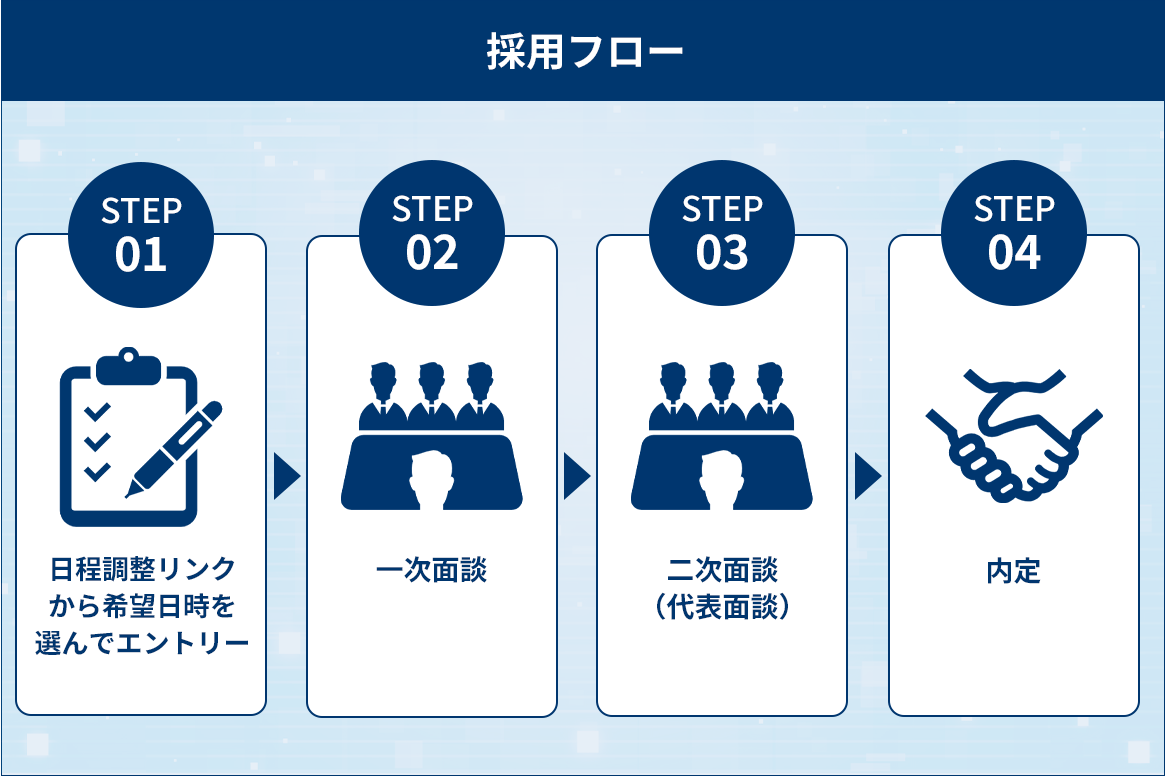 採用フロー
STEP
01
日程調整リンク
から希望日時を
選んでエントリー
STEP
02
一次面談
STEP
03
二次面談
（代表面談）
STEP
04
内定